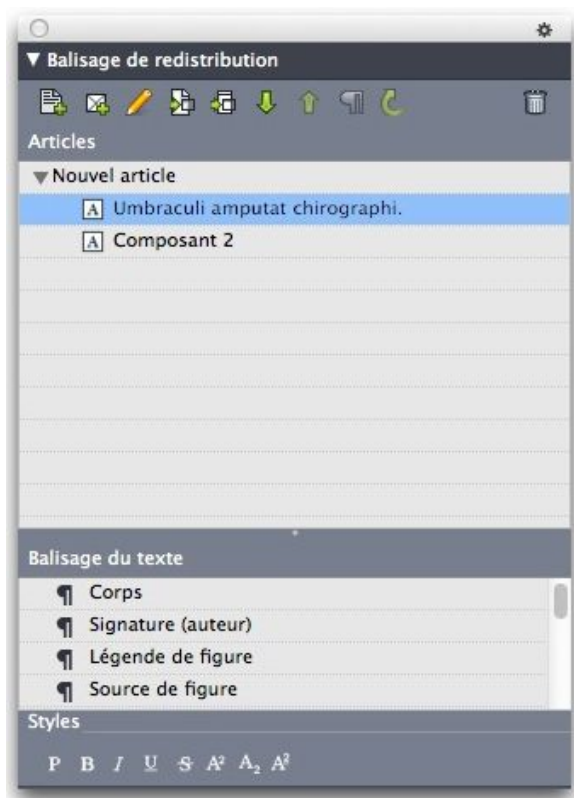 Balisage de redistribution
Articles
Nouvel article
A Umbraculi amputat chirographi.
A Composant 2
Balisage du texte
¶ Corps
¶ Signature (auteur)
¶ Légende de figure
¶ Source de figure
Styles
P B I U S A² A₂ A²